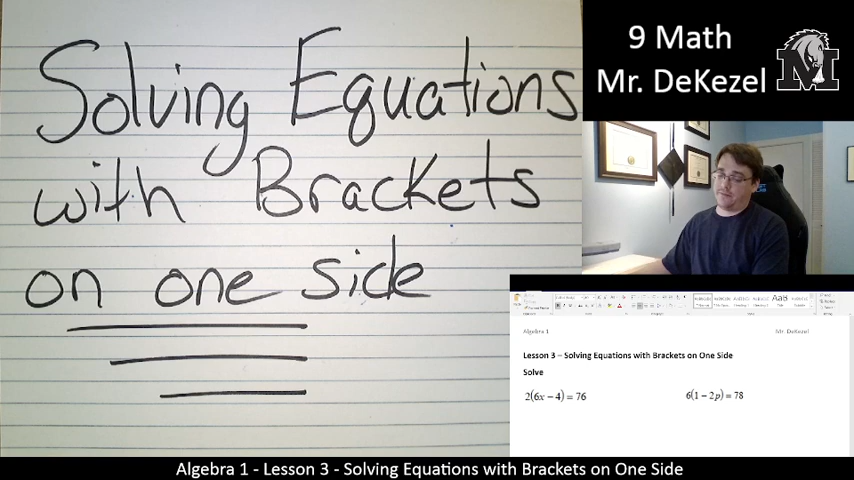 Solving Equations
with Brackets
on one side
9 Math
Mr. DeKezel
M
Algebra 1
Mr. DeKezel
Lesson 3 – Solving Equations with Brackets on One Side
Solve
2(6x – 4) = 76
6(1 – 2p) = 78
Algebra 1 - Lesson 3 - Solving Equations with Brackets on One Side